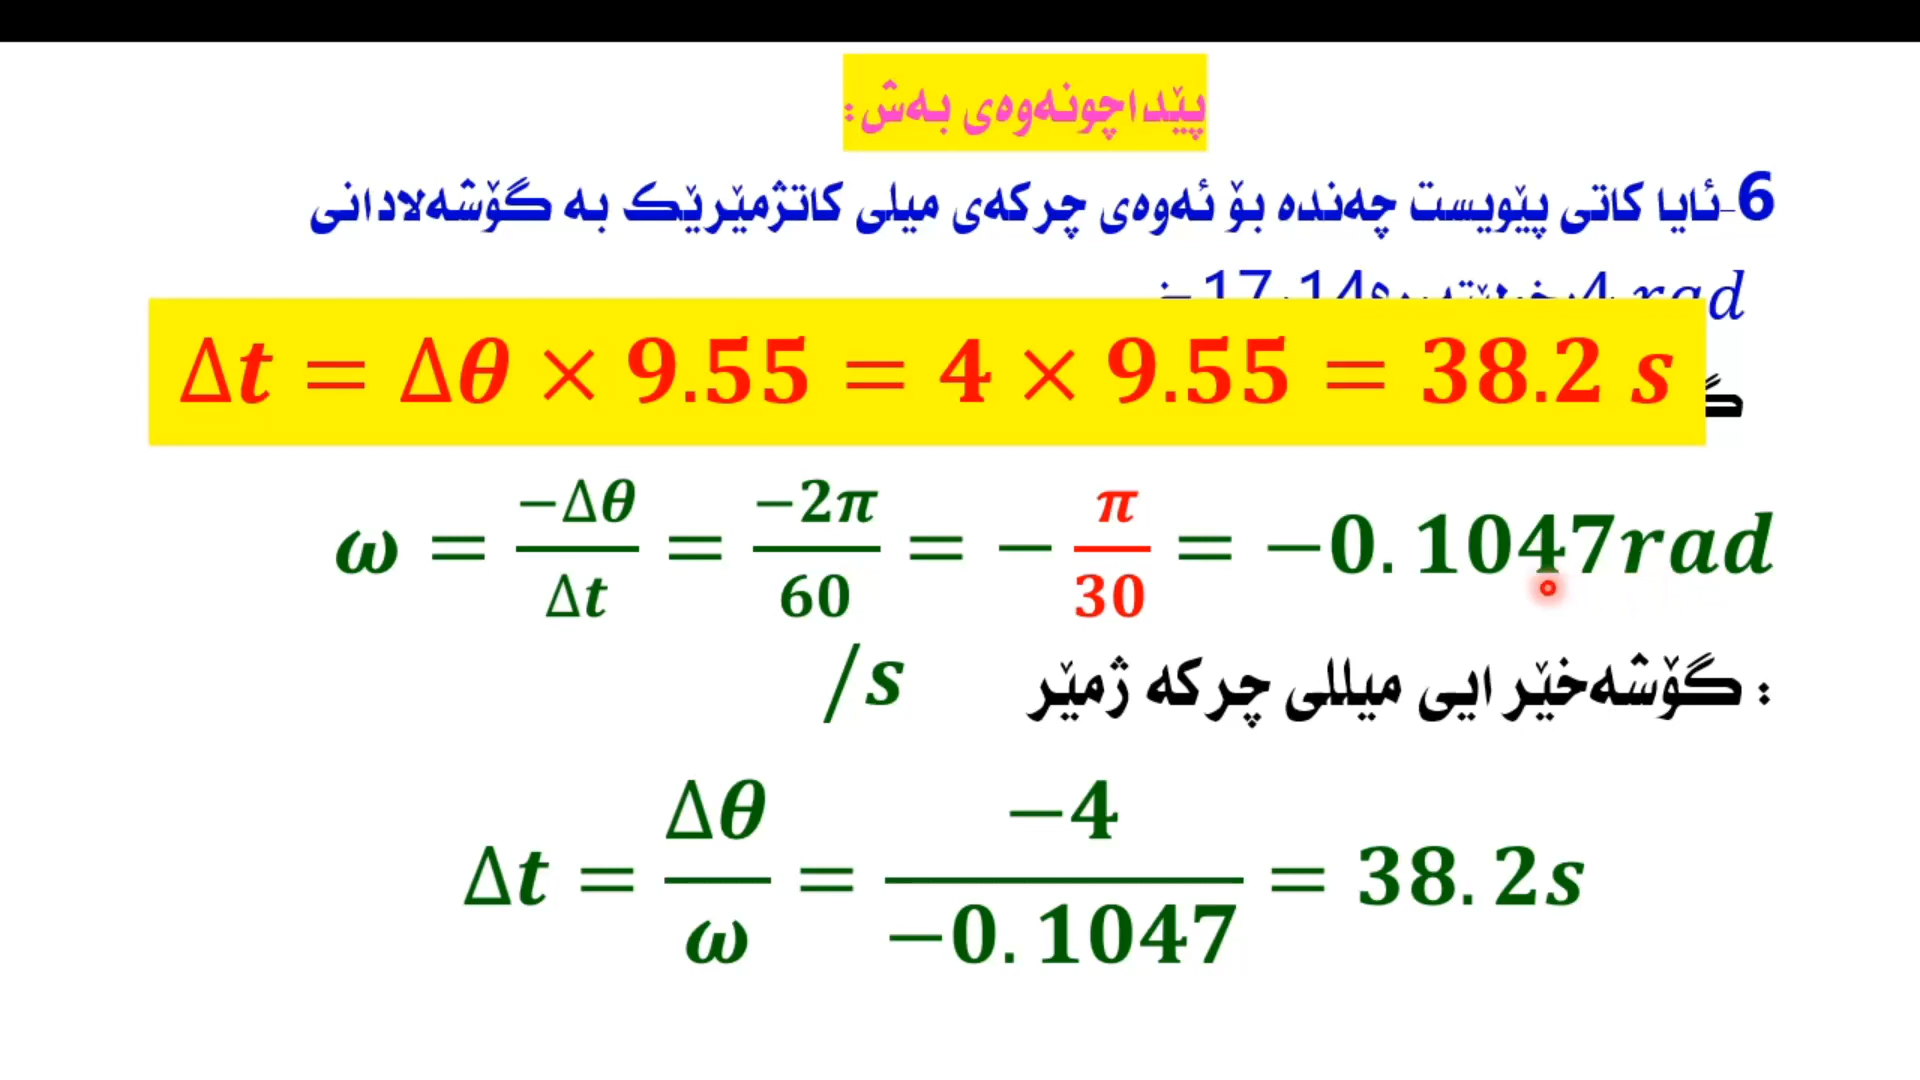 پێداچونەوەی بەش:
6-ئایا کاتی پێویست چەندە بۆ ئەوەی چرکەی میلی کاتژمێرێک بە گۆشەلادانی
4 rad
Δt = Δθ × 9.55 = 4 × 9.55 = 38.2 s
ω = −Δθ/Δt = −2π/60 = − π/30 = −0.1047rad
/s
گۆشەخێرایی میللی چرکە ژمێر :
Δt = Δθ/ω = −4/−0.1047 = 38.2s